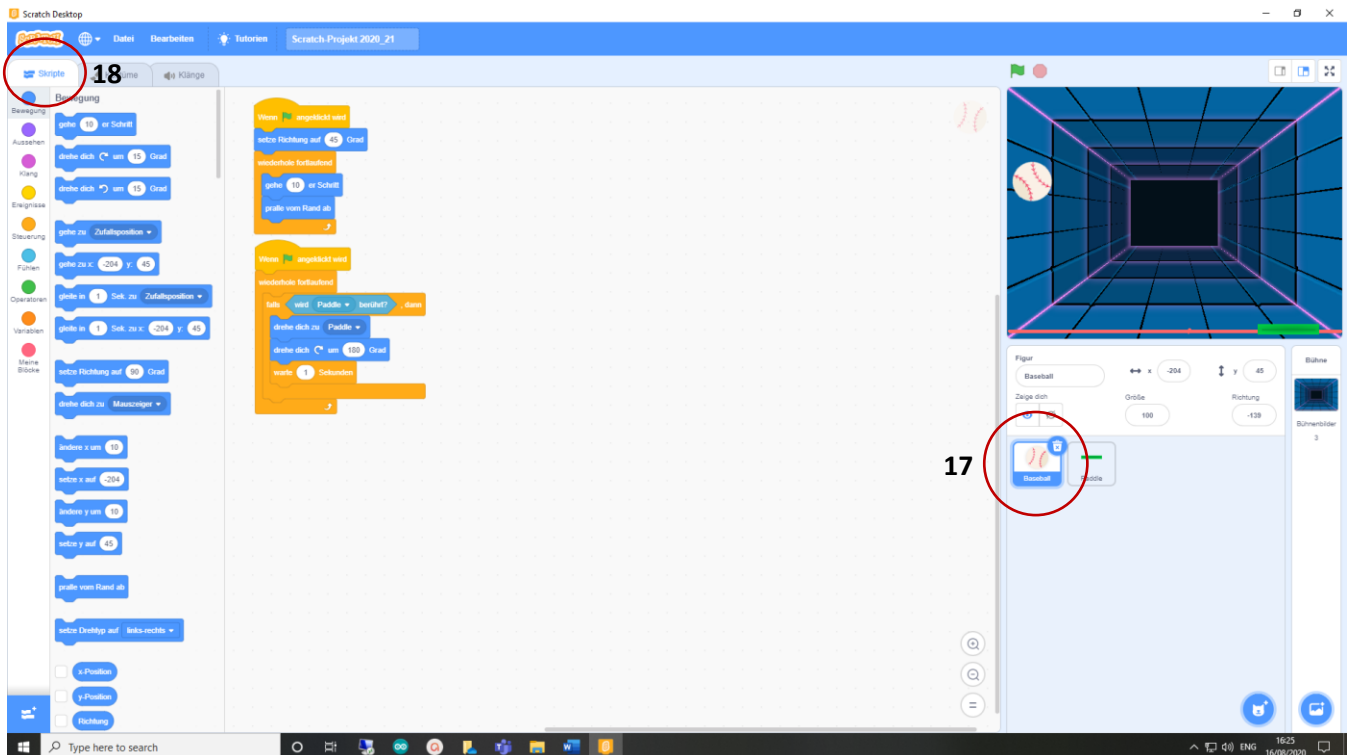 Scratch Desktop
SCRATCH Datei Bearbeiten Tutorien Scratch-Projekt 2020_21
Skripte 18 Klänge
Bewegung
Aussehen
Klang
Ereignisse
Steuerung
Fühlen
Operatoren
Variablen
Meine
Blöcke
Bewegung
gehe 10 er Schritt
drehe dich um 15 Grad
drehe dich um 15 Grad
gehe zu Zufallsposition
gehe zu x: -204 y: 45
gleite in 1 Sek. zu Zufallsposition
gleite in 1 Sek. zu x: -204 y: 45
setze Richtung auf 90 Grad
drehe dich zu Mauszeiger
ändere x um 10
setze x auf -204
ändere y um 10
setze y auf 45
pralle vom Rand ab
setze Drehtyp auf links-rechts
x-Position
y-Position
Richtung
Wenn angeklickt wird
setze Richtung auf 45 Grad
wiederhole fortlaufend
gehe 10 er Schritt
pralle vom Rand ab
Wenn angeklickt wird
wiederhole fortlaufend
falls wird Paddle berührt? , dann
drehe dich zu Paddle
drehe dich um 180 Grad
warte 1 Sekunden
Figur
Baseball x -204 y 45
Zeige dich Größe Richtung
100 -139
17
Baseball Paddle
Bühne
Bühnenbilder
3
Type here to search
ENG 16:25
16/08/2020